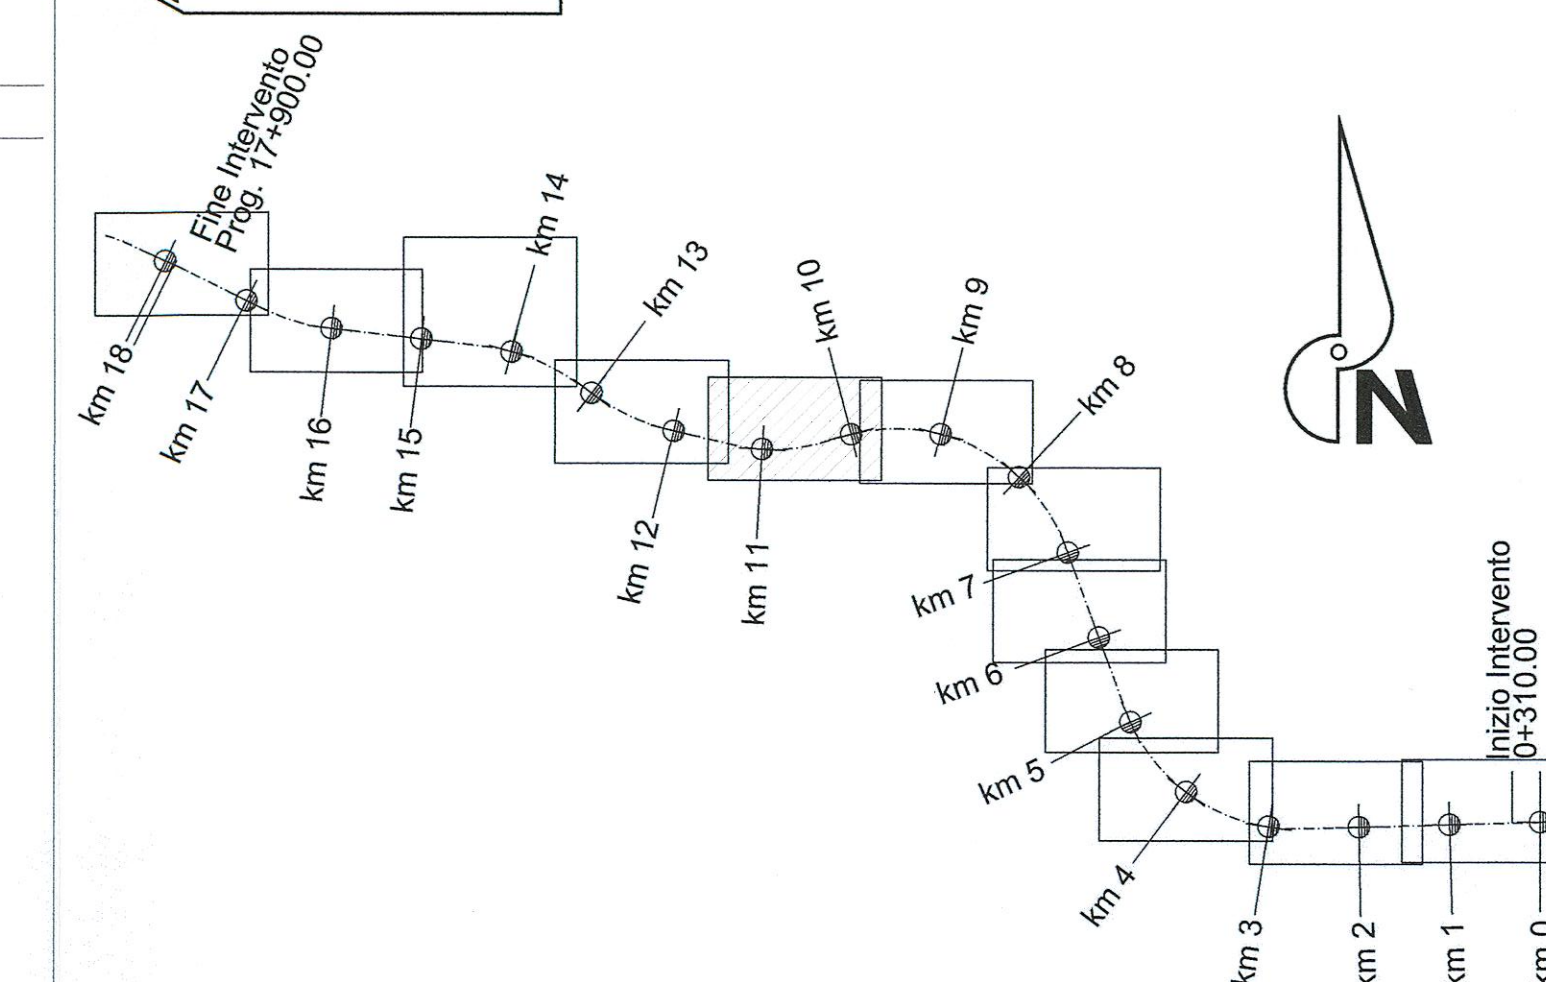 Fine Intervento
Prog. 17+900.00
km 18
km 17
km 16
km 15
km 14
km 13
km 12
km 11
km 10
km 9
km 8
km 7
km 6
km 5
km 4
km 3
km 2
km 1
km 0
Inizio Intervento
0+310.00
N